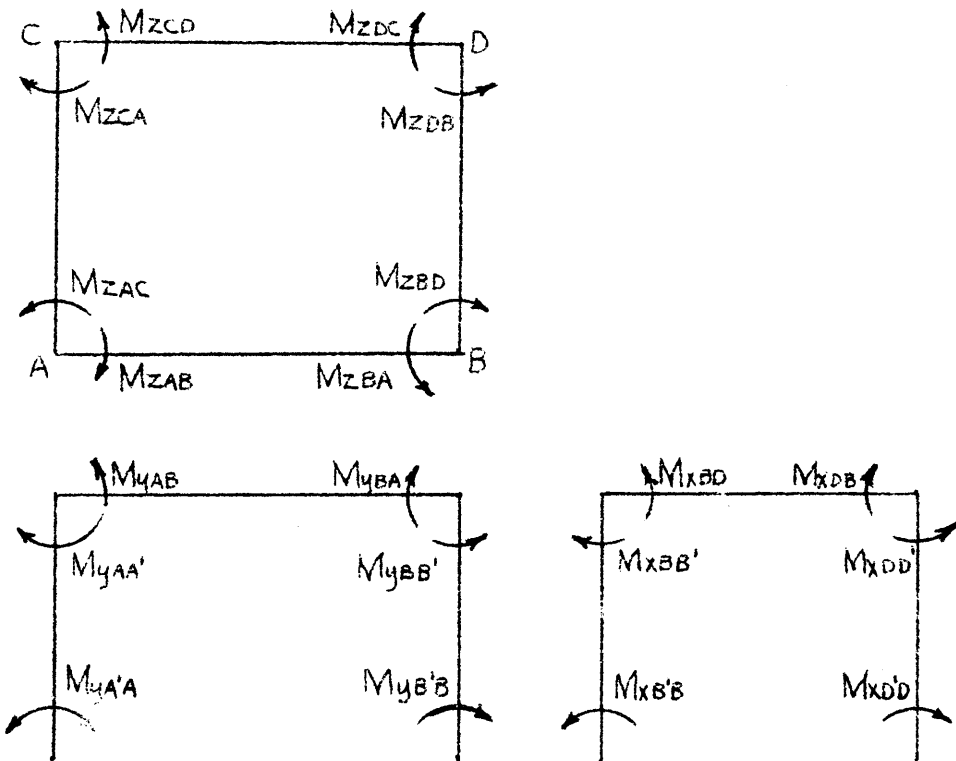 C MZCD MZDC D
MZCA MZDB
MZAC MZBD
A MZAB MZBA B
MyAB MyBA MXBD MXDB
MyAA' MyBB' MXBB' MXDD'
MyA'A MyB'B MXB'B MXD'D